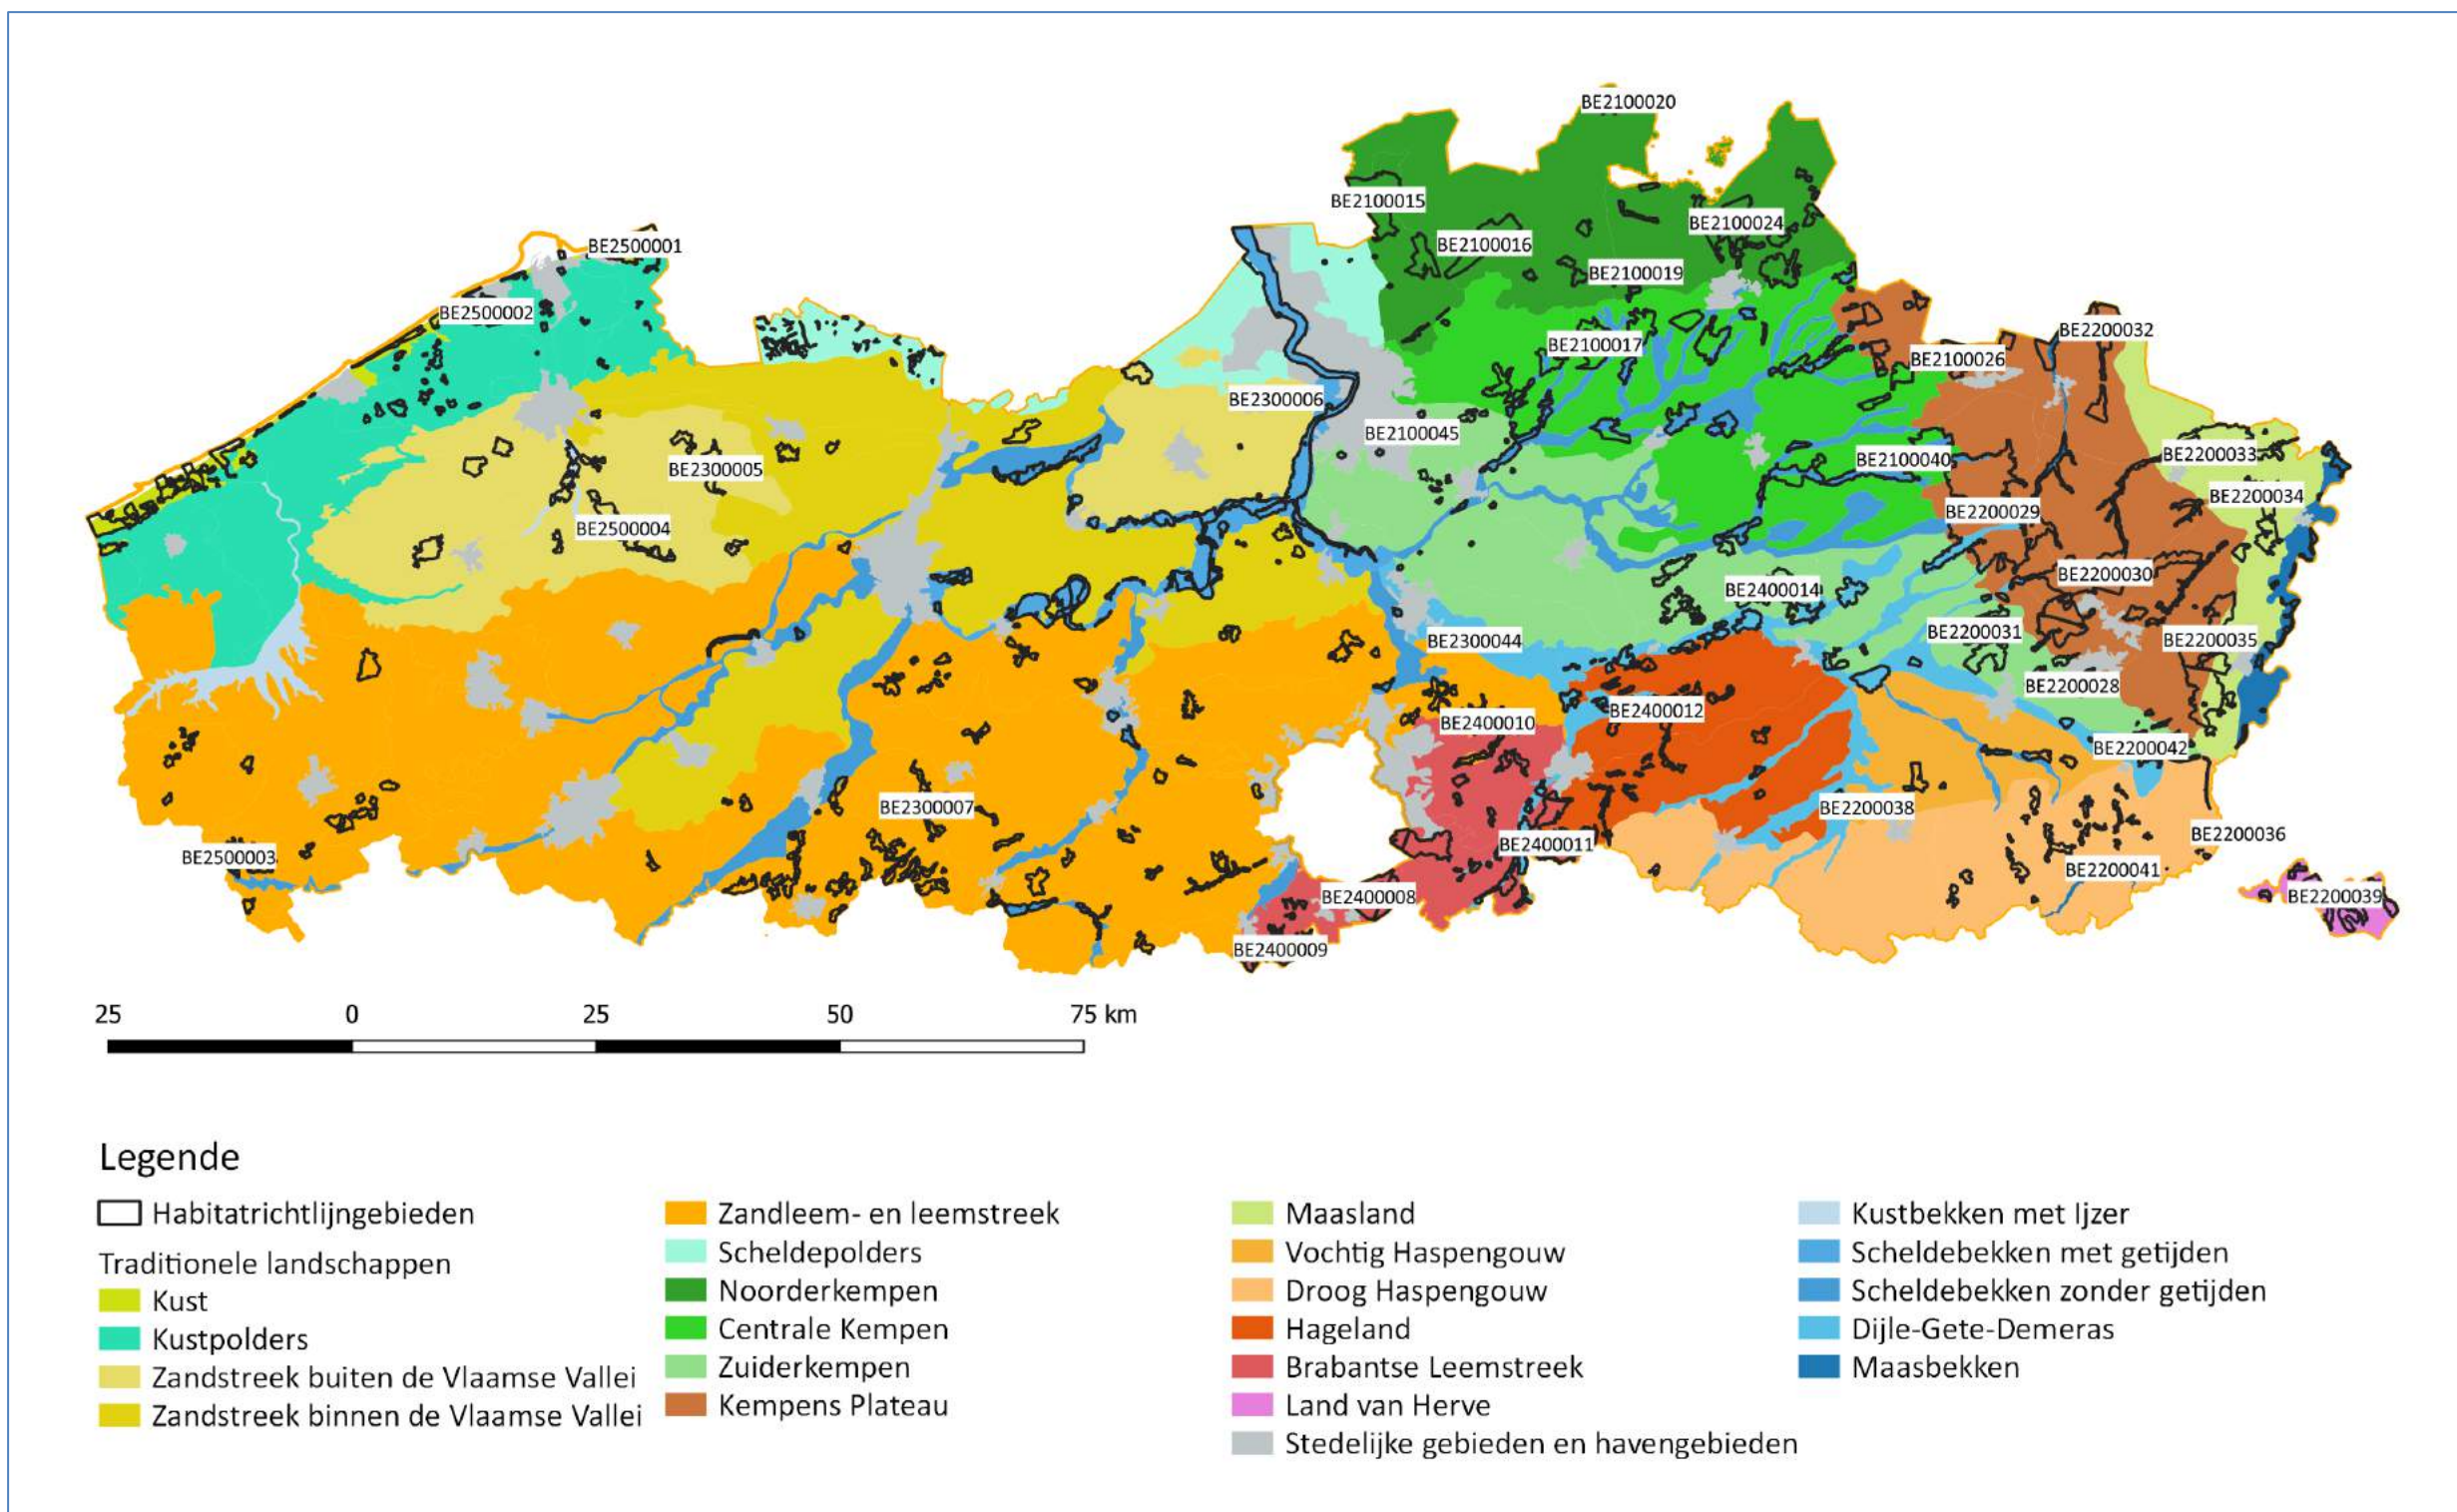 BE2100020
BE2100015
BE2100024
BE2100016
BE2500001
BE2100019
BE2500002
BE2200032
BE2100017
BE2100026
BE2300006
BE2100045
BE2200033
BE2100040
BE2300005
BE2200034
BE2200029
BE2500004
BE2200030
BE2400014
BE2200031
BE2300044
BE2200035
BE2200028
BE2400012
BE2400010
BE2200042
BE2300007
BE2200038
BE2200036
BE2400011
BE2500003
BE2200041
BE2400008
BE2200039
BE2400009
25 0 25 50 75 km
Legende
Habitatrichtlijngebieden
Traditionele landschappen
Kust
Kustpolders
Zandstreek buiten de Vlaamse Vallei
Zandstreek binnen de Vlaamse Vallei
Zandleem- en leemstreek
Scheldepolders
Noorderkempen
Centrale Kempen
Zuiderkempen
Kempens Plateau
Maasland
Vochtig Haspengouw
Droog Haspengouw
Hageland
Brabantse Leemstreek
Land van Herve
Stedelijke gebieden en havengebieden
Kustbekken met Ijzer
Scheldebekken met getijden
Scheldebekken zonder getijden
Dijle-Gete-Demeras
Maasbekken